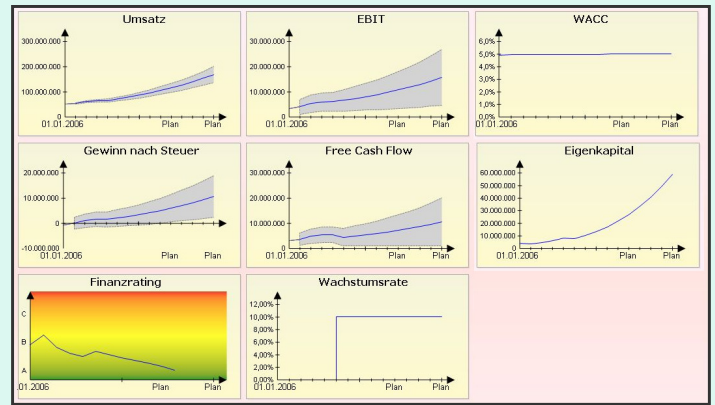 Umsatz
300.000.000
200.000.000
100.000.000
0
01.01.2006 Plan Plan
EBIT
30.000.000
20.000.000
10.000.000
0
01.01.2006 Plan Plan
WACC
6,0%
5,0%
4,0%
3,0%
2,0%
1,0%
0,0%
01.01.2006 Plan Plan
Gewinn nach Steuer
20.000.000
10.000.000
0
-10.000.000
01.01.2006 Plan Plan
Free Cash Flow
30.000.000
20.000.000
10.000.000
0
01.01.2006 Plan Plan
Eigenkapital
60.000.000
50.000.000
40.000.000
30.000.000
20.000.000
10.000.000
0
01.01.2006 Plan Plan
Finanzrating
C
B
A
01.2006 Plan Plan
Wachstumsrate
12,00%
10,00%
8,00%
6,00%
4,00%
2,00%
0,00%
01.01.2006 Plan Plan